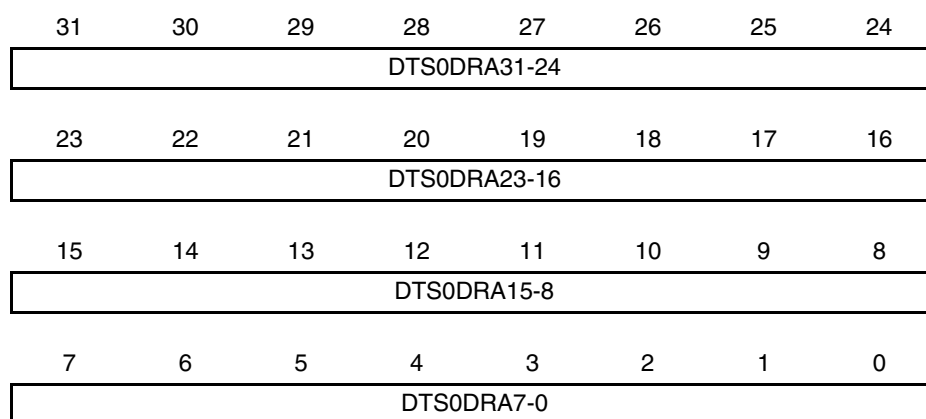 31 30 29 28 27 26 25 24
DTS0DRA31-24
23 22 21 20 19 18 17 16
DTS0DRA23-16
15 14 13 12 11 10 9 8
DTS0DRA15-8
7 6 5 4 3 2 1 0
DTS0DRA7-0